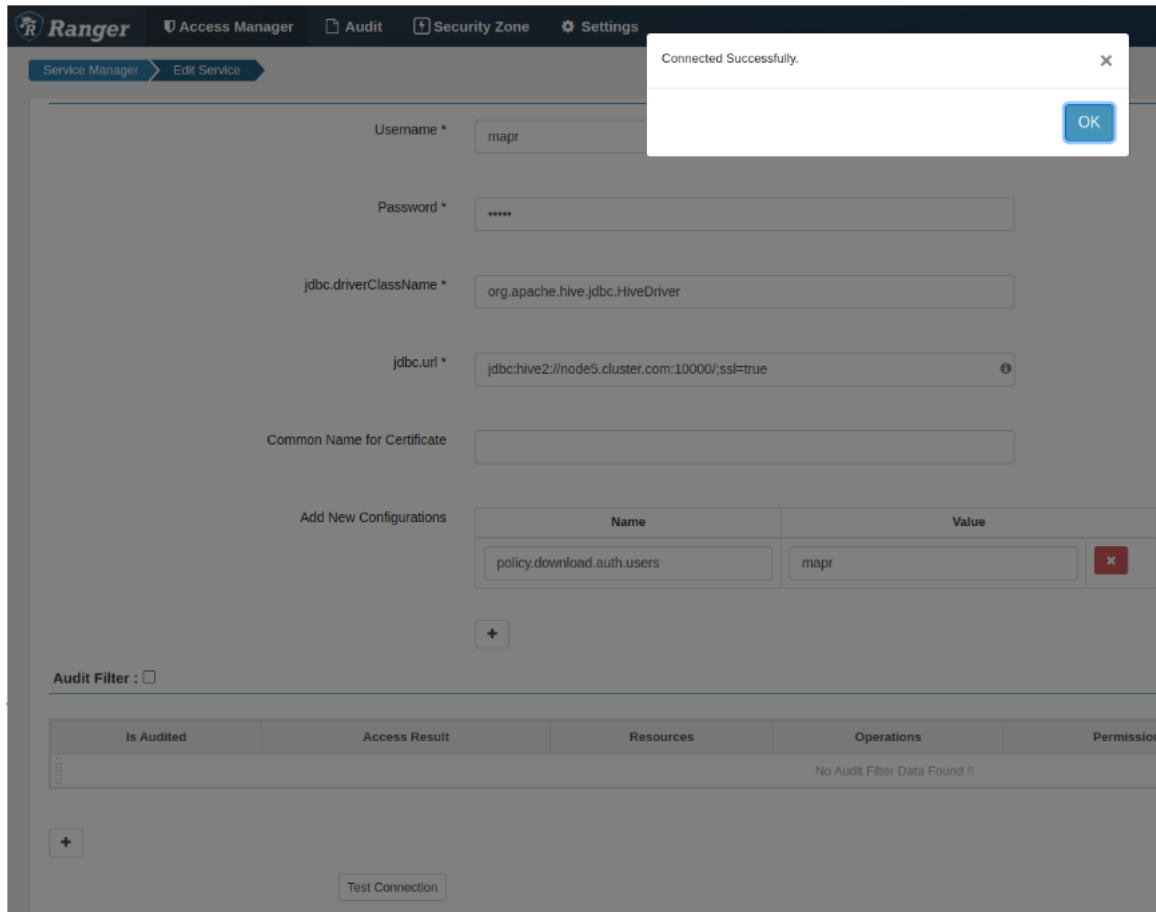 Ranger Access Manager Audit Security Zone Settings
Connected Successfully. ×
Service Manager Edit Service
OK
Username * mapr
Password * •••••
jdbc.driverClassName * org.apache.hive.jdbc.HiveDriver
jdbc.url * jdbc:hive2://node5.cluster.com:10000/;ssl=true
Common Name for Certificate
Add New Configurations Name Value
policy.download.auth.users mapr
+
Audit Filter :
Is Audited Access Result Resources Operations Permission
No Audit Filter Data Found !!
+
Test Connection